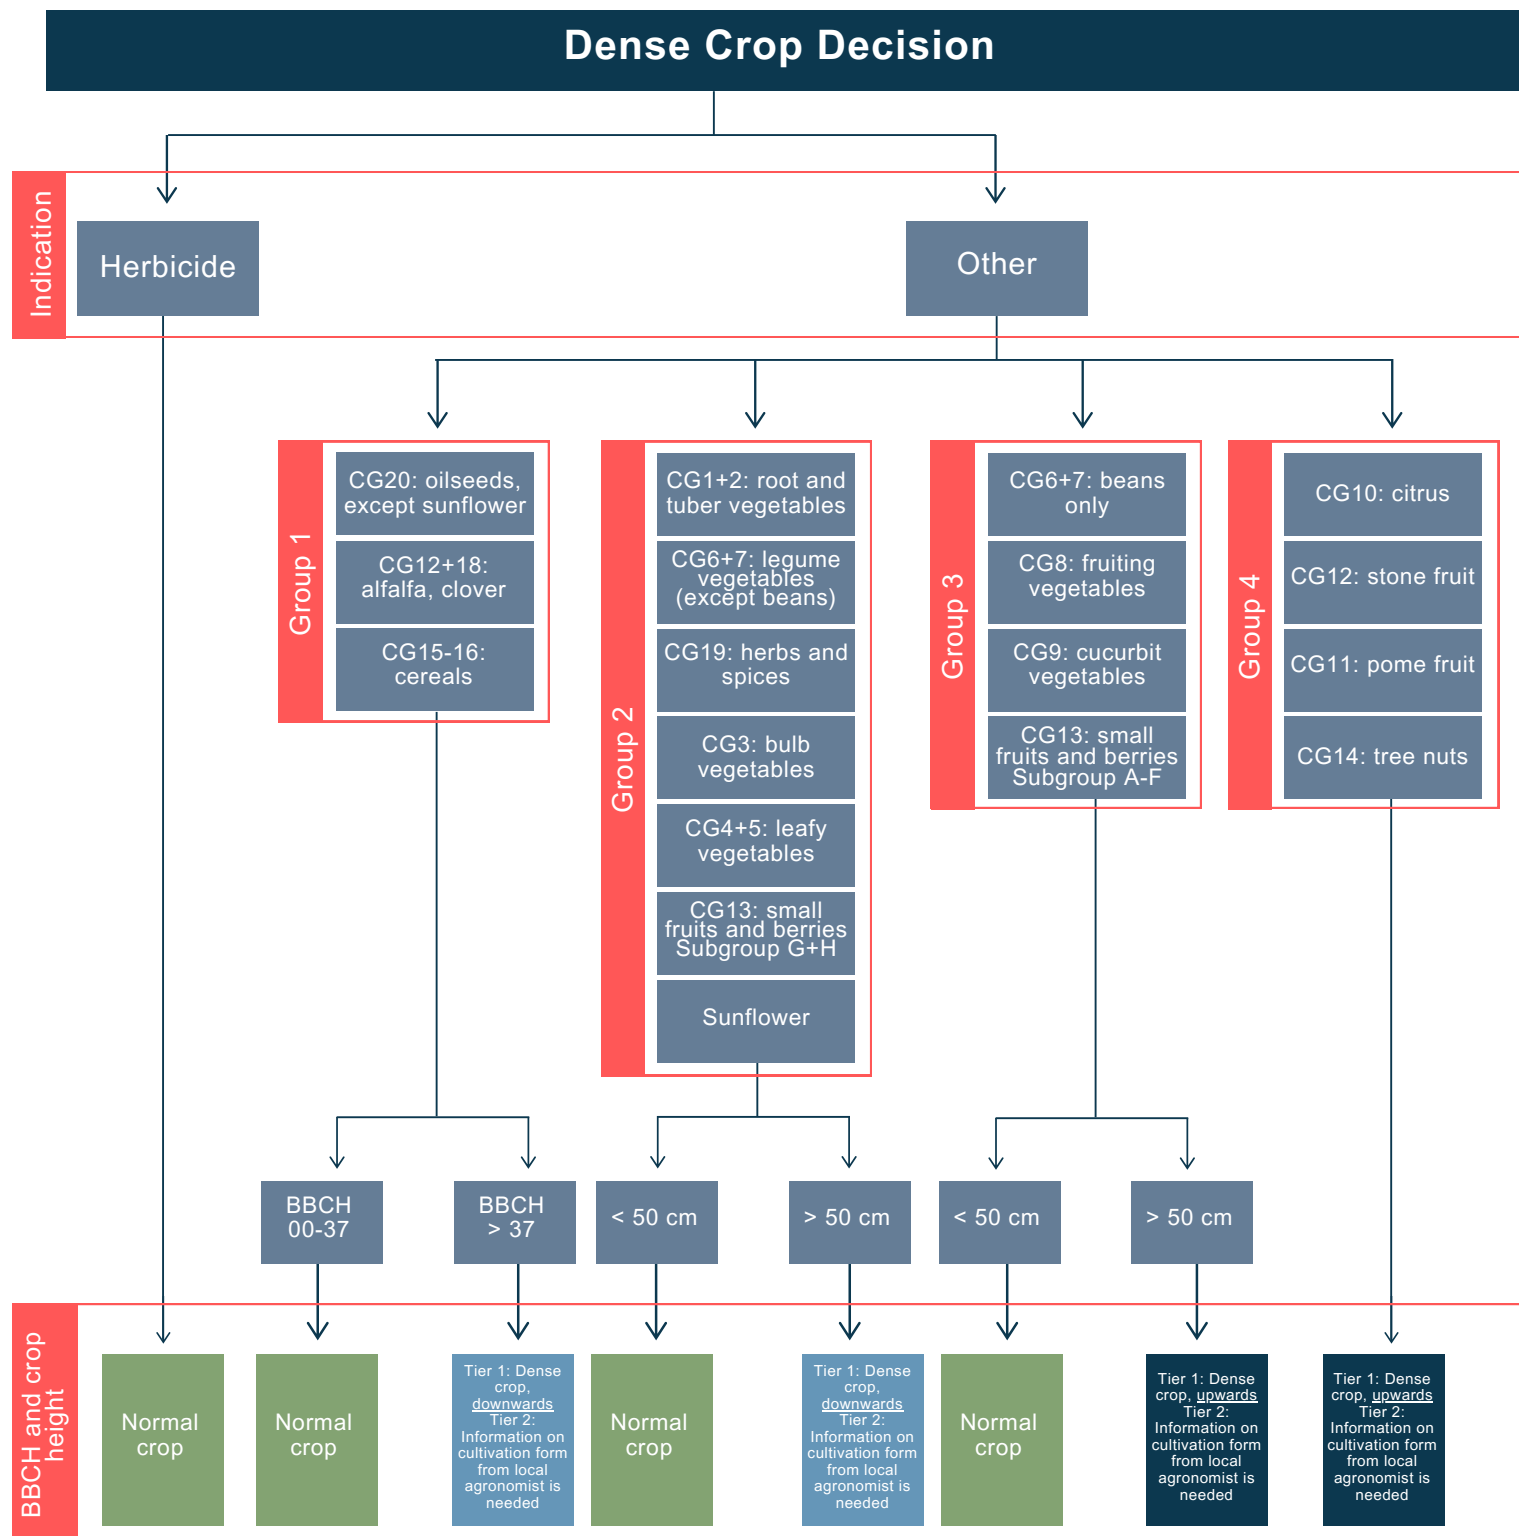 Dense Crop Decision
Indication
Herbicide
Other
Group 1
CG20: oilseeds,
except sunflower
CG12+18:
alfalfa, clover
CG15-16:
cereals
Group 2
CG1+2: root and
tuber vegetables
CG6+7: legume
vegetables
(except beans)
CG19: herbs and
spices
CG3: bulb
vegetables
CG4+5: leafy
vegetables
CG13: small
fruits and berries
Subgroup G+H
Sunflower
Group 3
CG6+7: beans
only
CG8: fruiting
vegetables
CG9: cucurbit
vegetables
CG13: small
fruits and berries
Subgroup A-F
Group 4
CG10: citrus
CG12: stone fruit
CG11: pome fruit
CG14: tree nuts
BBCH
00-37
BBCH
> 37
< 50 cm
> 50 cm
< 50 cm
> 50 cm
BBCH and crop
height
Normal
crop
Normal
crop
Tier 1: Dense
crop,
downwards
Tier 2:
Information on
cultivation form
from local
agronomist is
needed
Normal
crop
Tier 1: Dense
crop,
downwards
Tier 2:
Information on
cultivation form
from local
agronomist is
needed
Normal
crop
Tier 1: Dense
crop, upwards
Tier 2:
Information on
cultivation form
from local
agronomist is
needed
Tier 1: Dense
crop, upwards
Tier 2:
Information on
cultivation form
from local
agronomist is
needed